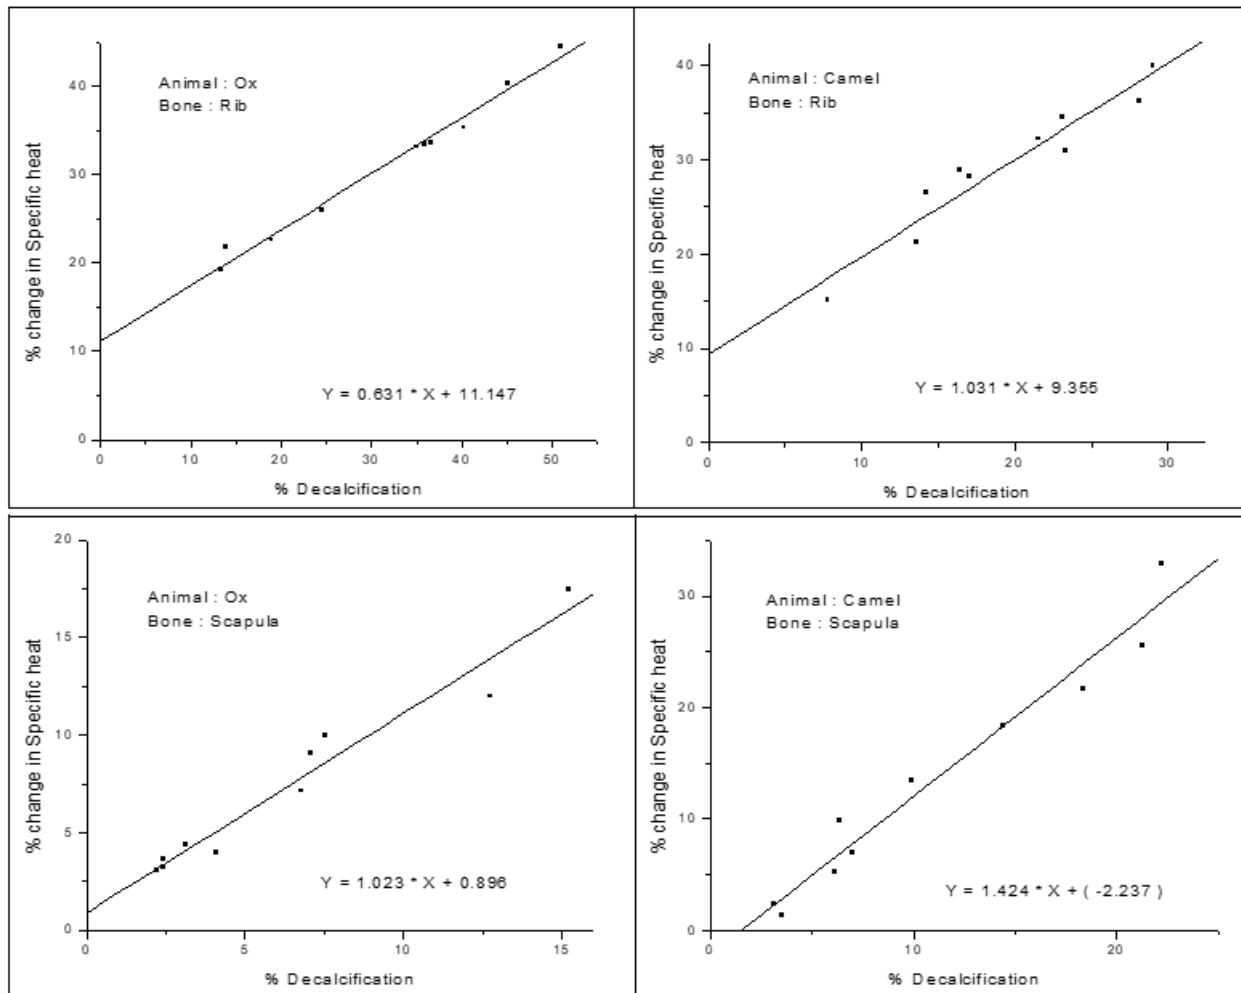 Animal : Ox
Bone : Rib
% change in Specific heat
40
30
20
10
0
Y = 0.631 * X + 11.147
0 10 20 30 40 50
% Decalcification
Animal : Camel
Bone : Rib
% change in Specific heat
40
30
20
10
0
Y = 1.031 * X + 9.355
0 10 20 30
% Decalcification
Animal : Ox
Bone : Scapula
% change in Specific heat
20
15
10
5
0
Y = 1.023 * X + 0.896
0 5 10 15
% Decalcification
Animal : Camel
Bone : Scapula
% change in Specific heat
30
20
10
0
Y = 1.424 * X + ( -2.237 )
0 10 20
% Decalcification